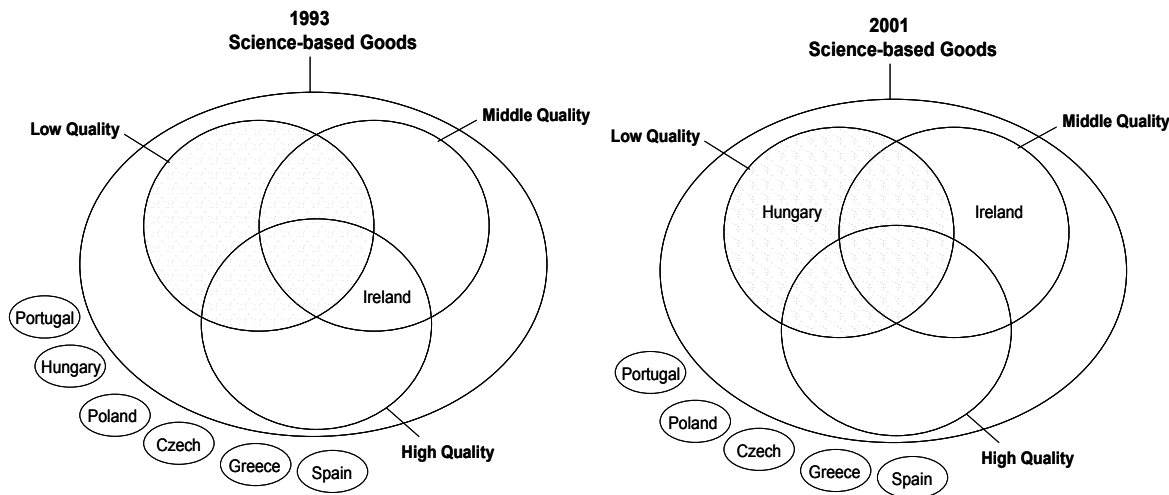 1993
Science-based Goods
Low Quality
Middle Quality
Ireland
Portugal
Hungary
Poland
Czech
Greece
Spain
High Quality
2001
Science-based Goods
Low Quality
Middle Quality
Hungary
Ireland
Portugal
Poland
Czech
Greece
Spain
High Quality